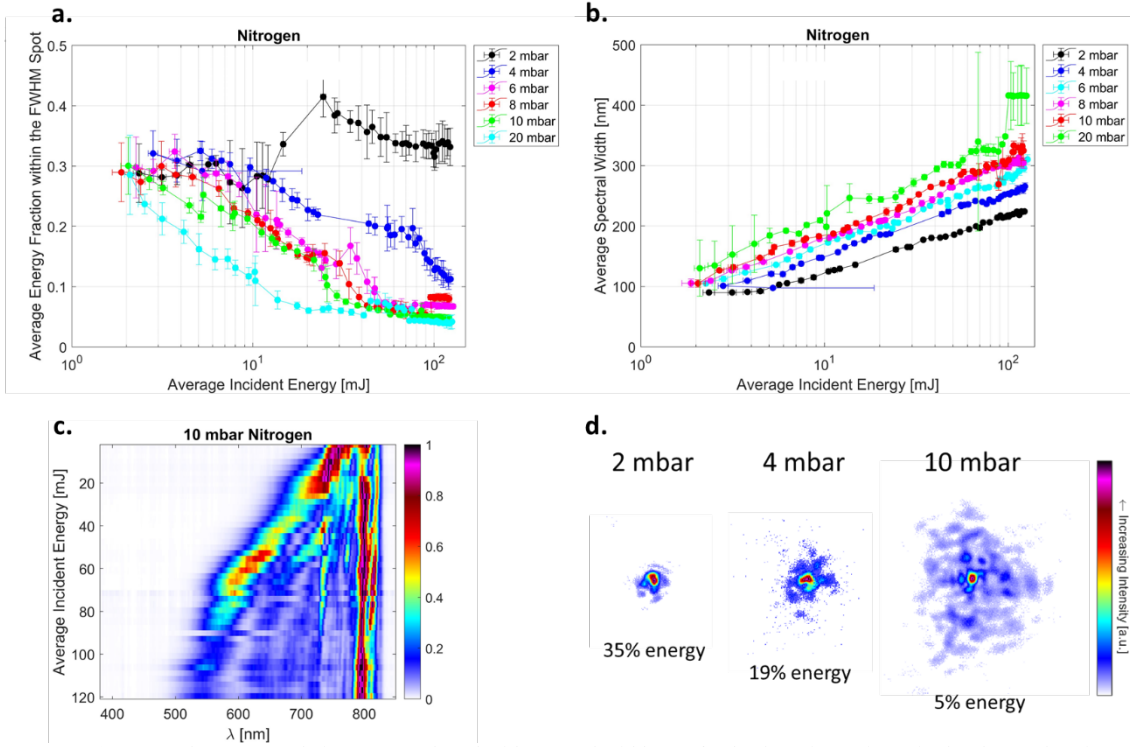 a.
Nitrogen
Average Energy Fraction within the FWHM Spot
0.5
0.4
0.3
0.2
0.1
0
10^0
10^1
10^2
Average Incident Energy [mJ]
2 mbar
4 mbar
6 mbar
8 mbar
10 mbar
20 mbar
b.
Nitrogen
Average Spectral Width [nm]
500
400
300
200
100
0
10^0
10^1
10^2
Average Incident Energy [mJ]
2 mbar
4 mbar
6 mbar
8 mbar
10 mbar
20 mbar
c.
10 mbar Nitrogen
Average Incident Energy [mJ]
20
40
60
80
100
120
400
500
600
700
800
λ [nm]
1
0.8
0.6
0.4
0.2
0
d.
2 mbar
4 mbar
10 mbar
35% energy
19% energy
5% energy
← Increasing Intensity [a.u.]